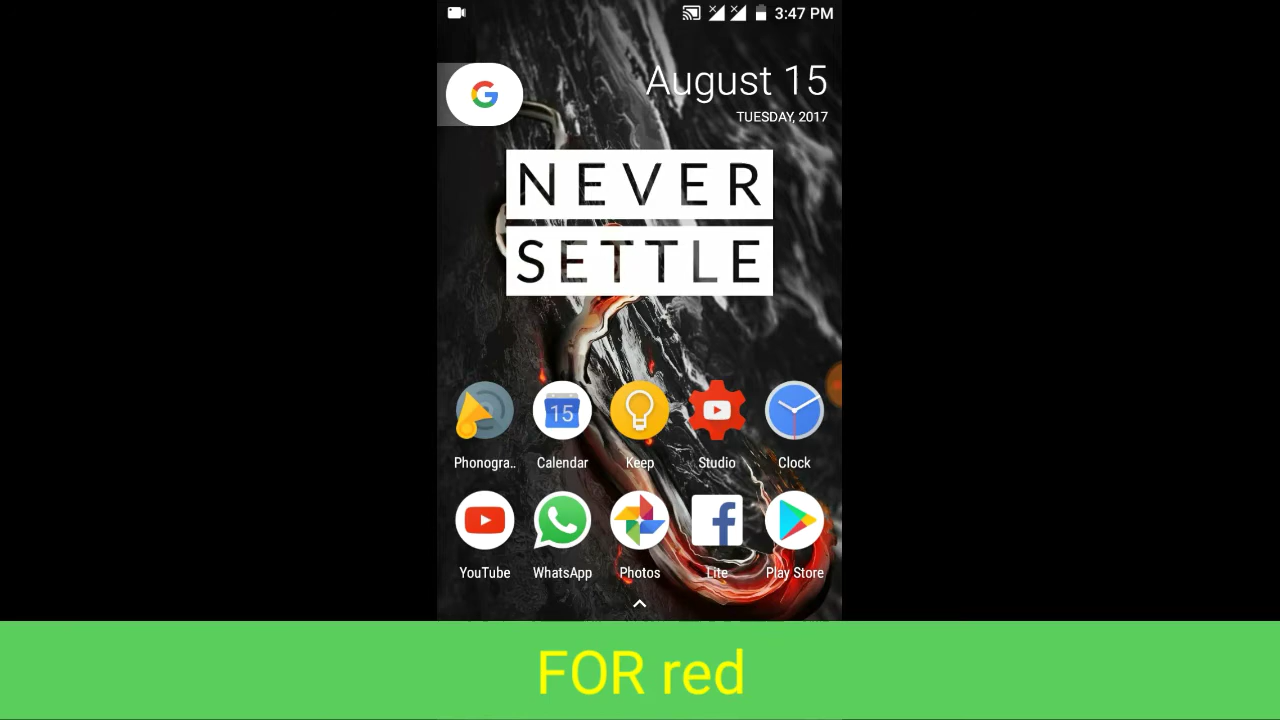 3:47 PM
G
August 15
TUESDAY, 2017
NEVER
SETTLE
15
Phonogra..
Calendar
Keep
Studio
Clock
YouTube
WhatsApp
Photos
Lite
Play Store
FOR red